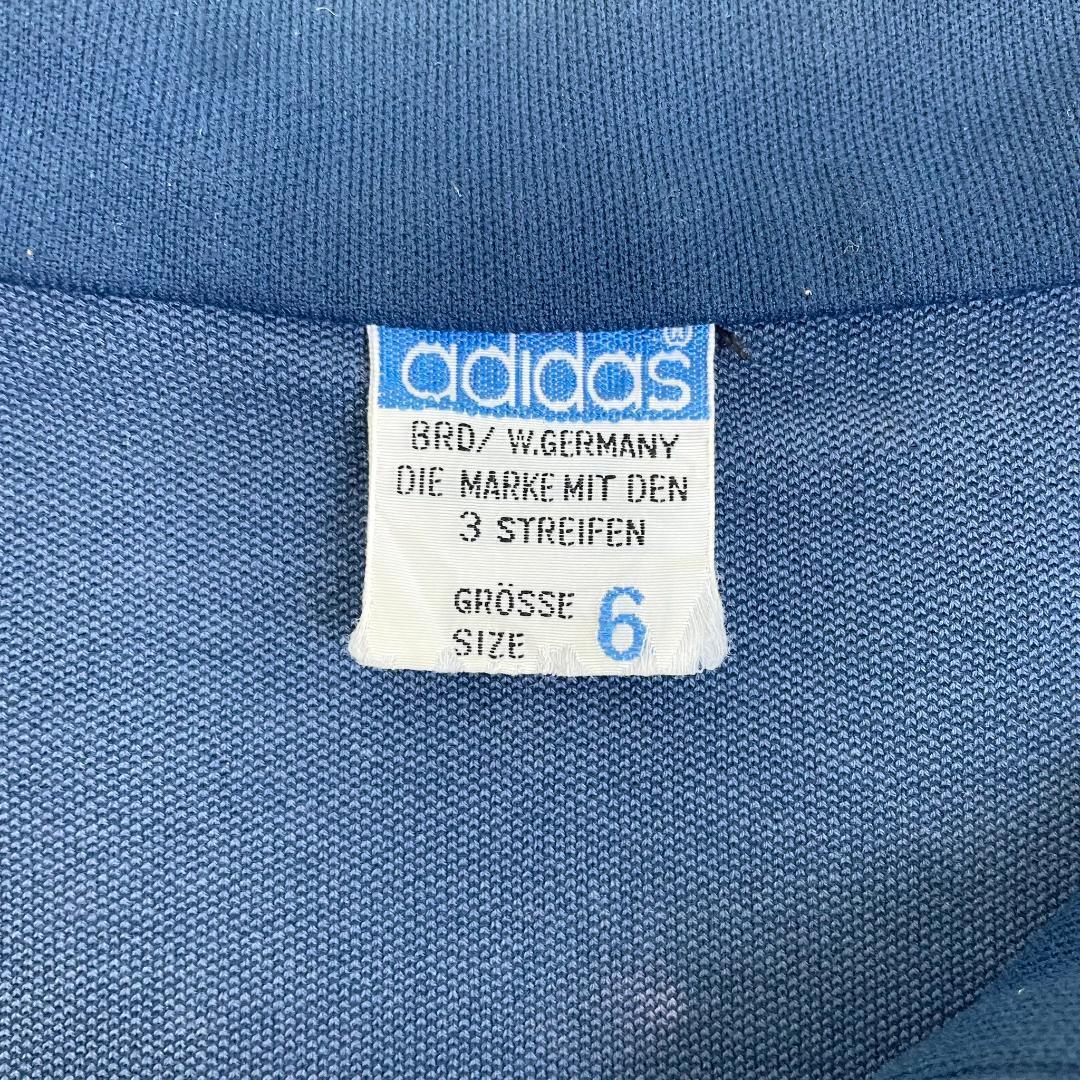 adidas®
BRD/ W.GERMANY
DIE MARKE MIT DEN
3 STREIFEN
GRÖSSE 6
SIZE